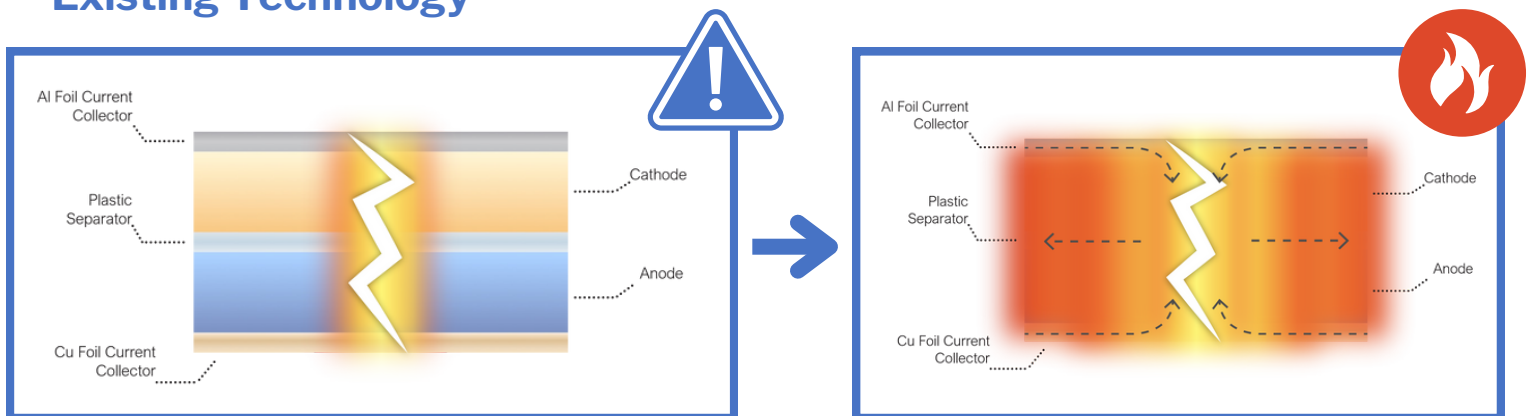 Existing Technology
Al Foil Current
Collector
Plastic
Separator
Cu Foil Current
Collector
Cathode
Anode
!
Al Foil Current
Collector
Plastic
Separator
Cu Foil Current
Collector
Cathode
Anode